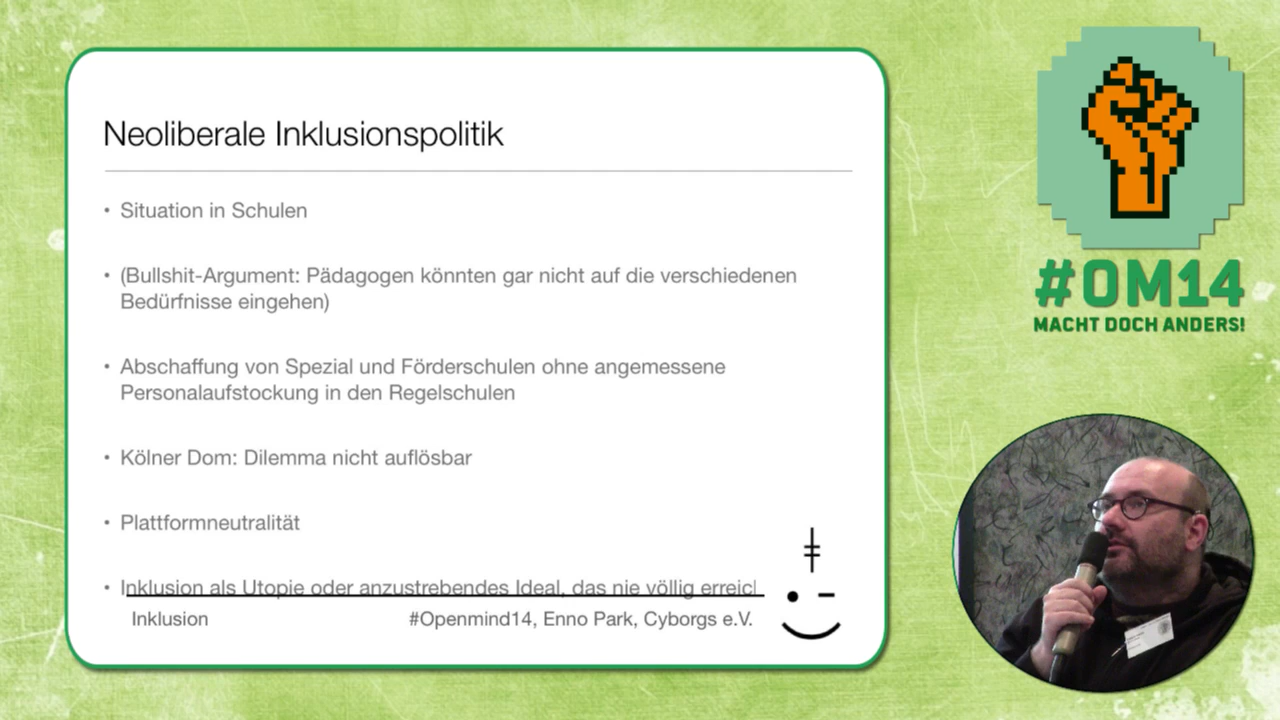 Neoliberale Inklusionspolitik
• Situation in Schulen
• (Bullshit-Argument: Pädagogen könnten gar nicht auf die verschiedenen
Bedürfnisse eingehen)
• Abschaffung von Spezial und Förderschulen ohne angemessene
Personalaufstockung in den Regelschulen
• Kölner Dom: Dilemma nicht auflösbar
• Plattformneutralität
• Inklusion als Utopie oder anzustrebendes Ideal, das nie völlig
Inklusion #Openmind14, Enno Park, Cyborgs e.V.
#OM14
MACHT DOCH ANDERS!